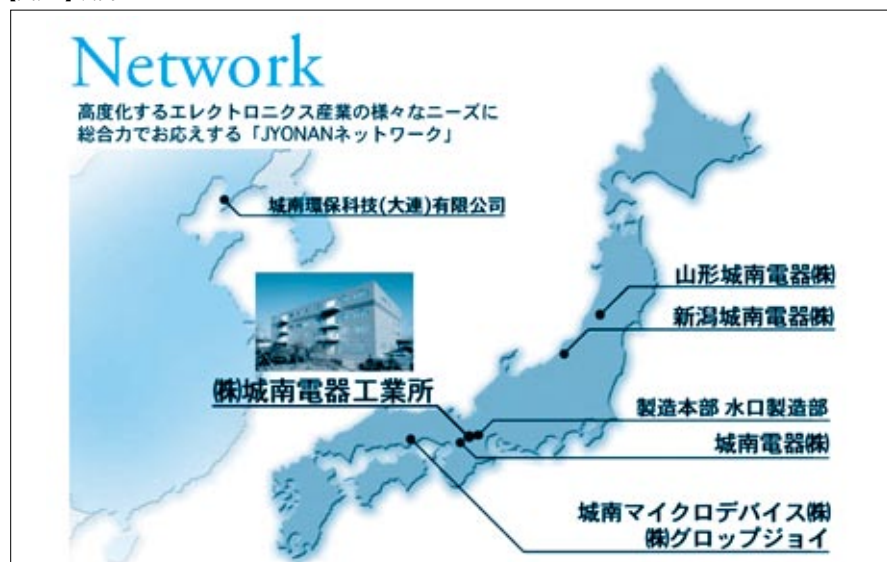 Network
高度化するエレクトロニクス産業の様々なニーズに
総合力でお応えする「JYONANネットワーク」
城南環保科技(大連)有限公司
山形城南電器㈱
新潟城南電器㈱
㈱城南電器工業所
製造本部 水口製造部
城南電器㈱
城南マイクロデバイス㈱
㈱グロップジョイ